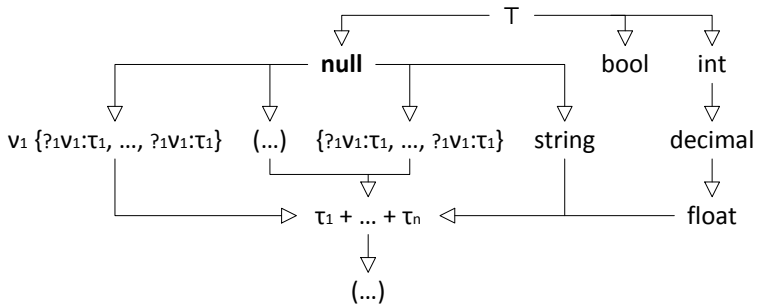 ⊤
null bool int
ν₁ {?₁ν₁:τ₁, ..., ?₁ν₁:τ₁} (...) {?₁ν₁:τ₁, ..., ?₁ν₁:τ₁} string decimal
τ₁ + ... + τₙ float
(...)